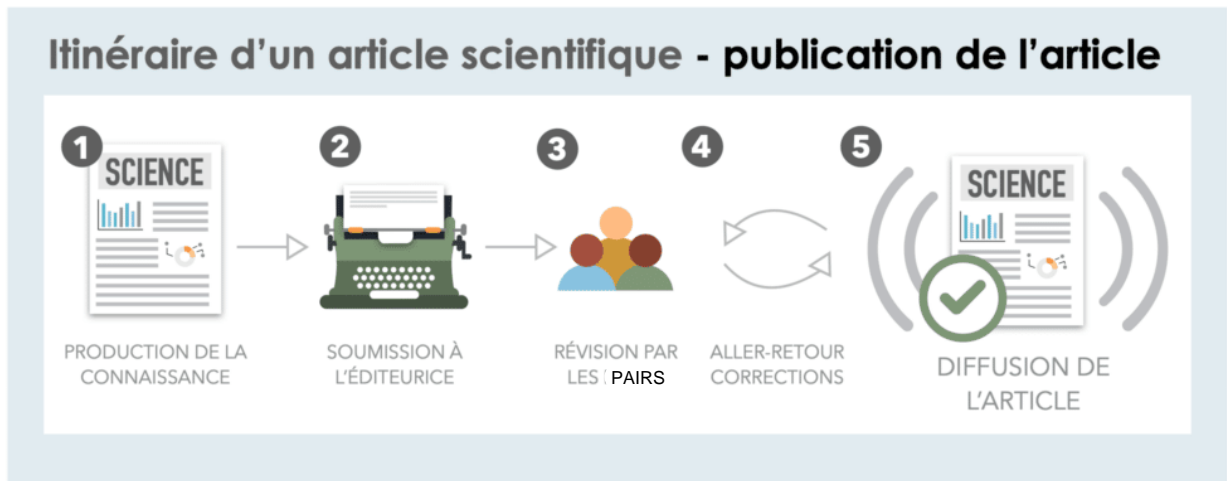 Itinéraire d’un article scientifique - publication de l’article
1
SCIENCE
2
3
4
5
SCIENCE
PRODUCTION DE LA
CONNAISSANCE
SOUMISSION À
L’ÉDITEURICE
RÉVISION PAR
LES ( PAIRS
ALLER-RETOUR
CORRECTIONS
DIFFUSION DE
L’ARTICLE